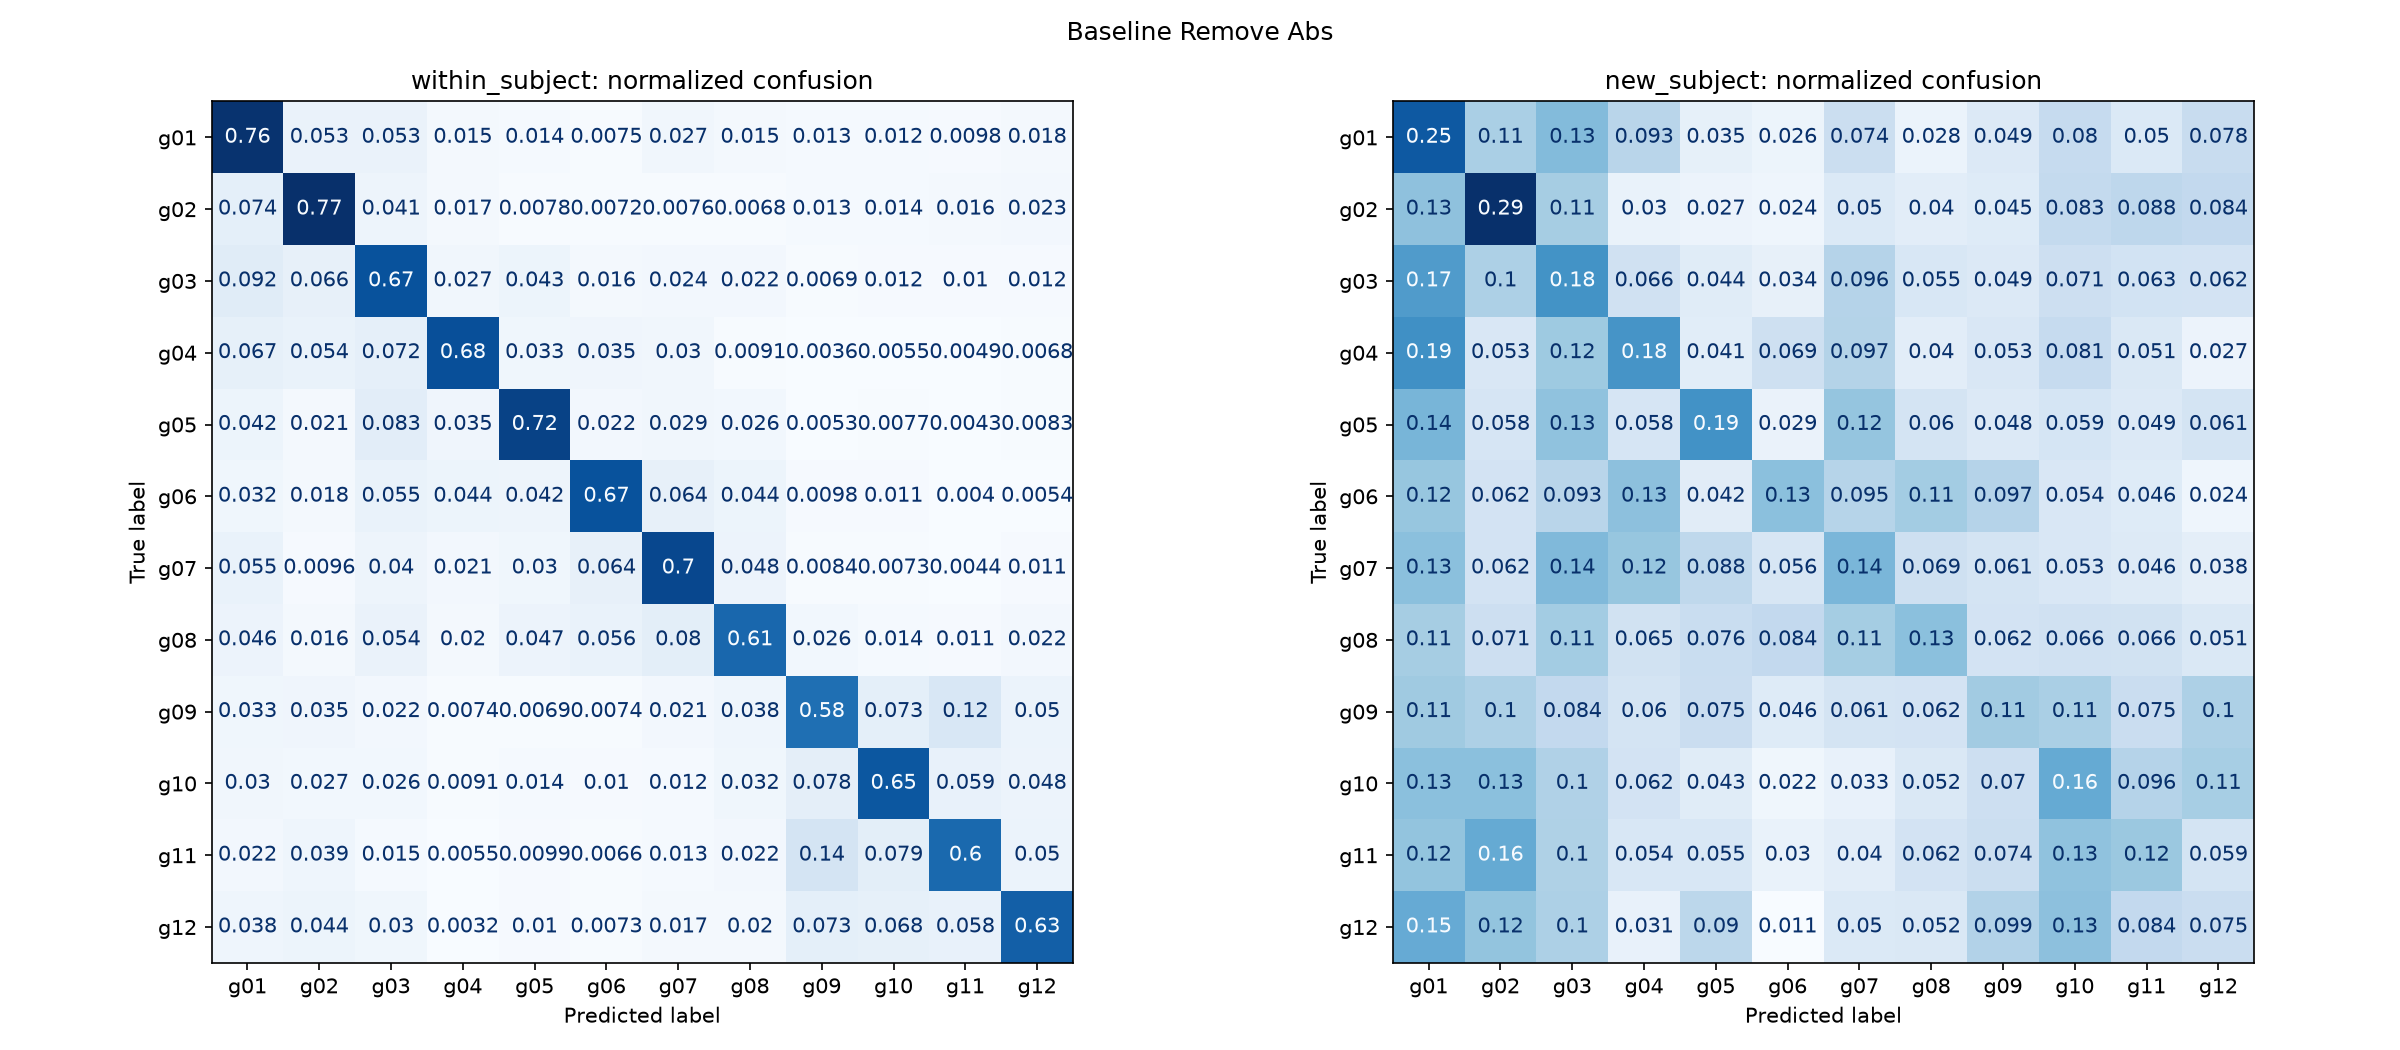 Baseline Remove Abs
within_subject: normalized confusion
g01 0.76 0.053 0.053 0.015 0.014 0.0075 0.027 0.015 0.013 0.012 0.0098 0.018
g02 0.074 0.77 0.041 0.017 0.0078 0.0072 0.0076 0.0068 0.013 0.014 0.016 0.023
g03 0.092 0.066 0.67 0.027 0.043 0.016 0.024 0.022 0.0069 0.012 0.01 0.012
g04 0.067 0.054 0.072 0.68 0.033 0.035 0.03 0.0091 0.0036 0.0055 0.0049 0.0068
g05 0.042 0.021 0.083 0.035 0.72 0.022 0.029 0.026 0.0053 0.0077 0.0043 0.0083
g06 0.032 0.018 0.055 0.044 0.042 0.67 0.064 0.044 0.0098 0.011 0.004 0.0054
g07 0.055 0.0096 0.04 0.021 0.03 0.064 0.7 0.048 0.0084 0.0073 0.0044 0.011
g08 0.046 0.016 0.054 0.02 0.047 0.056 0.08 0.61 0.026 0.014 0.011 0.022
g09 0.033 0.035 0.022 0.0074 0.0069 0.0074 0.021 0.038 0.58 0.073 0.12 0.05
g10 0.03 0.027 0.026 0.0091 0.014 0.01 0.012 0.032 0.078 0.65 0.059 0.048
g11 0.022 0.039 0.015 0.0055 0.0099 0.0066 0.013 0.022 0.14 0.079 0.6 0.05
g12 0.038 0.044 0.03 0.0032 0.01 0.0073 0.017 0.02 0.073 0.068 0.058 0.63
g01 g02 g03 g04 g05 g06 g07 g08 g09 g10 g11 g12
Predicted label
True label
new_subject: normalized confusion
g01 0.25 0.11 0.13 0.093 0.035 0.026 0.074 0.028 0.049 0.08 0.05 0.078
g02 0.13 0.29 0.11 0.03 0.027 0.024 0.05 0.04 0.045 0.083 0.088 0.084
g03 0.17 0.1 0.18 0.066 0.044 0.034 0.096 0.055 0.049 0.071 0.063 0.062
g04 0.19 0.053 0.12 0.18 0.041 0.069 0.097 0.04 0.053 0.081 0.051 0.027
g05 0.14 0.058 0.13 0.058 0.19 0.029 0.12 0.06 0.048 0.059 0.049 0.061
g06 0.12 0.062 0.093 0.13 0.042 0.13 0.095 0.11 0.097 0.054 0.046 0.024
g07 0.13 0.062 0.14 0.12 0.088 0.056 0.14 0.069 0.061 0.053 0.046 0.038
g08 0.11 0.071 0.11 0.065 0.076 0.084 0.11 0.13 0.062 0.066 0.066 0.051
g09 0.11 0.1 0.084 0.06 0.075 0.046 0.061 0.062 0.11 0.11 0.075 0.1
g10 0.13 0.13 0.1 0.062 0.043 0.022 0.033 0.052 0.07 0.16 0.096 0.11
g11 0.12 0.16 0.1 0.054 0.055 0.03 0.04 0.062 0.074 0.13 0.12 0.059
g12 0.15 0.12 0.1 0.031 0.09 0.011 0.05 0.052 0.099 0.13 0.084 0.075
g01 g02 g03 g04 g05 g06 g07 g08 g09 g10 g11 g12
Predicted label
True label